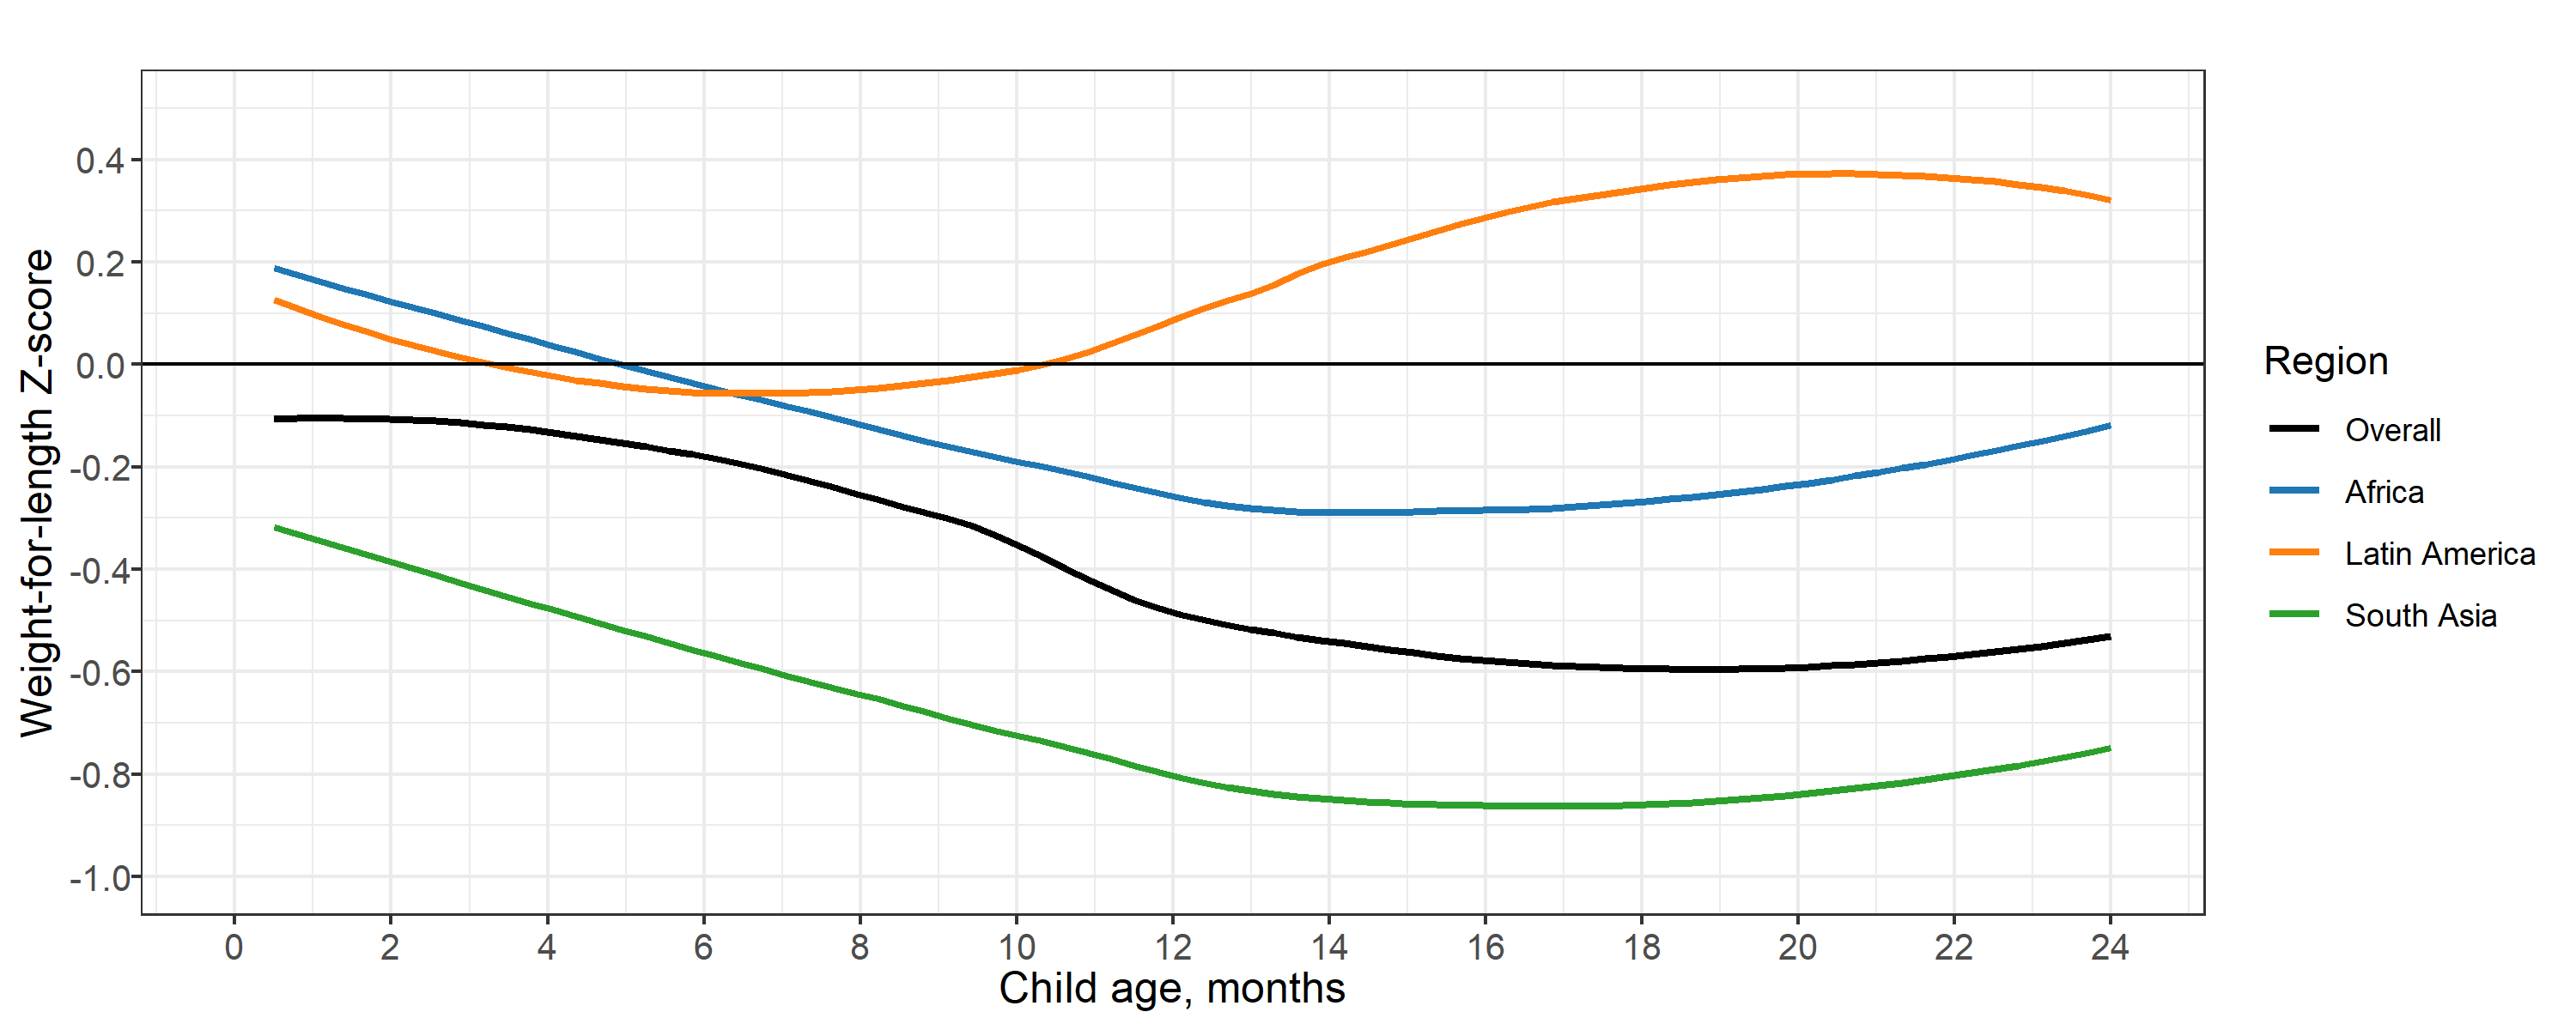 Weight-for-length Z-score
0.4
0.2
0.0
-0.2
-0.4
-0.6
-0.8
-1.0
0 2 4 6 8 10 12 14 16 18 20 22 24
Child age, months
Region
Overall
Africa
Latin America
South Asia